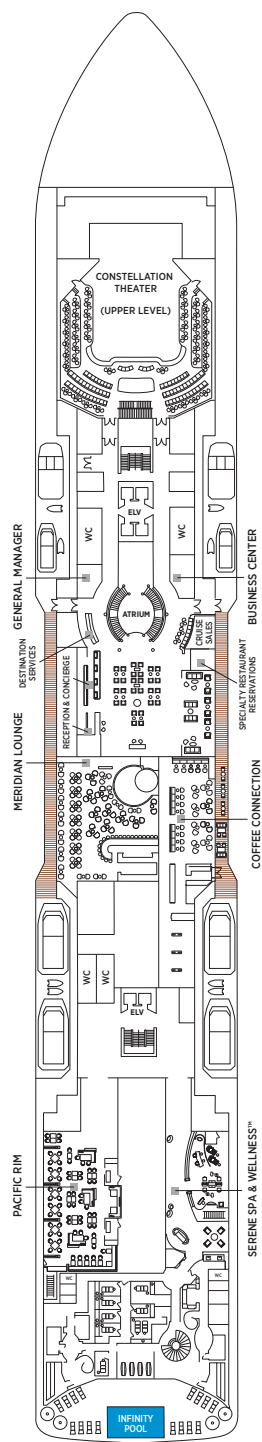 CONSTELLATION
THEATER
(UPPER LEVEL)
ELV
WC
WC
GENERAL MANAGER
BUSINESS CENTER
ATRIUM
DESTINATION
SERVICES
CRUISE
SALES
RECEPTION & CONCIERGE
SPECIALTY RESTAURANT
RESERVATIONS
MERIDIAN LOUNGE
COFFEE CONNECTION
WC
WC
ELV
PACIFIC RIM
SERENE SPA & WELLNESS™
WC
WC
INFINITY
POOL